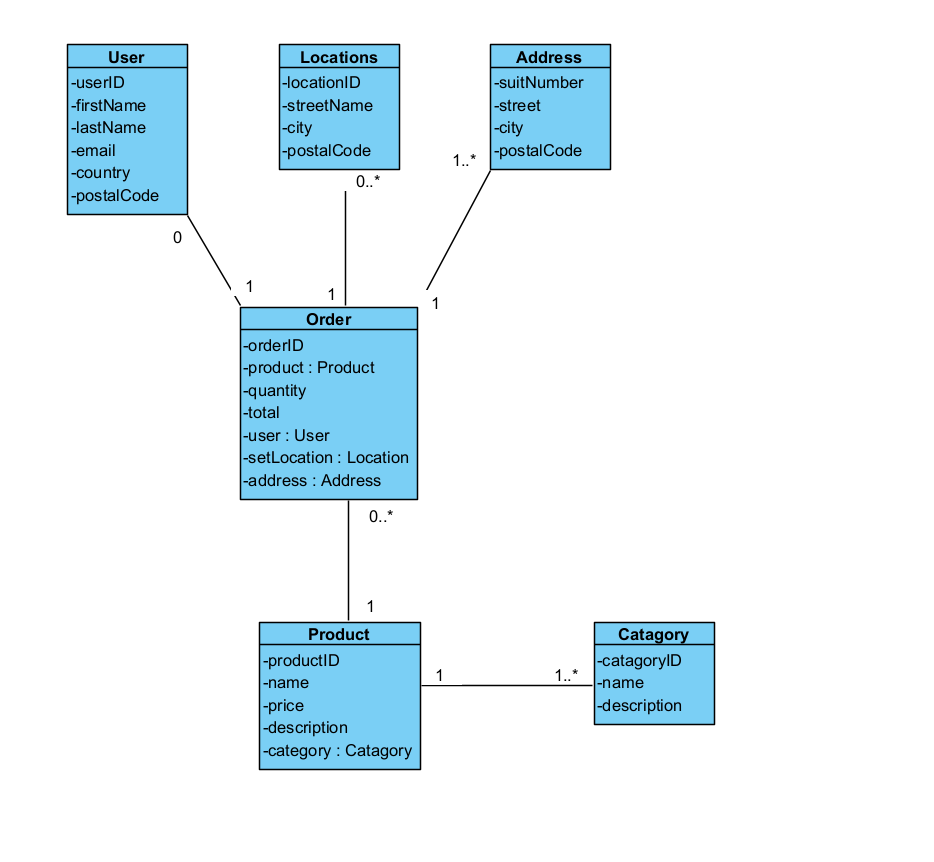 User
-userID
-firstName
-lastName
-email
-country
-postalCode
Locations
-locationID
-streetName
-city
-postalCode
Address
-suitNumber
-street
-city
-postalCode
0
1
0..*
1
1..*
1
Order
-orderID
-product : Product
-quantity
-total
-user : User
-setLocation : Location
-address : Address
0..*
1
Product
-productID
-name
-price
-description
-category : Catagory
1
1..*
Catagory
-catagoryID
-name
-description